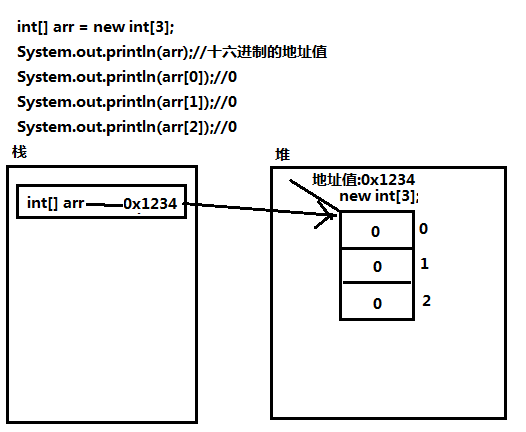 int[] arr = new int[3];
System.out.println(arr);//十六进制的地址值
System.out.println(arr[0]);//0
System.out.println(arr[1]);//0
System.out.println(arr[2]);//0
栈
堆
int[] arr
0x1234
地址值:0x1234
new int[3];
0
0
0
1
0
2